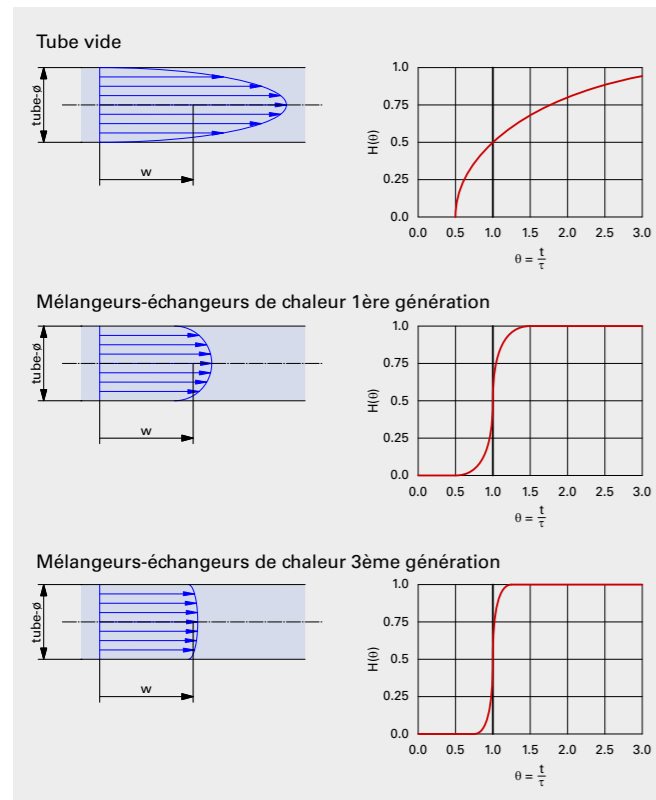 Tube vide
tube-ø
w
H(θ)
1.0
0.75
0.5
0.25
0.0
0.0 0.5 1.0 1.5 2.0 2.5 3.0
θ = t/τ
Mélangeurs-échangeurs de chaleur 1ère génération
tube-ø
w
H(θ)
1.0
0.75
0.5
0.25
0.0
0.0 0.5 1.0 1.5 2.0 2.5 3.0
θ = t/τ
Mélangeurs-échangeurs de chaleur 3ème génération
tube-ø
w
H(θ)
1.0
0.75
0.5
0.25
0.0
0.0 0.5 1.0 1.5 2.0 2.5 3.0
θ = t/τ